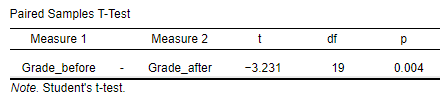 Paired Samples T-Test
Measure 1 Measure 2 t df p
Grade_before - Grade_after −3.231 19 0.004
Note. Student's t-test.